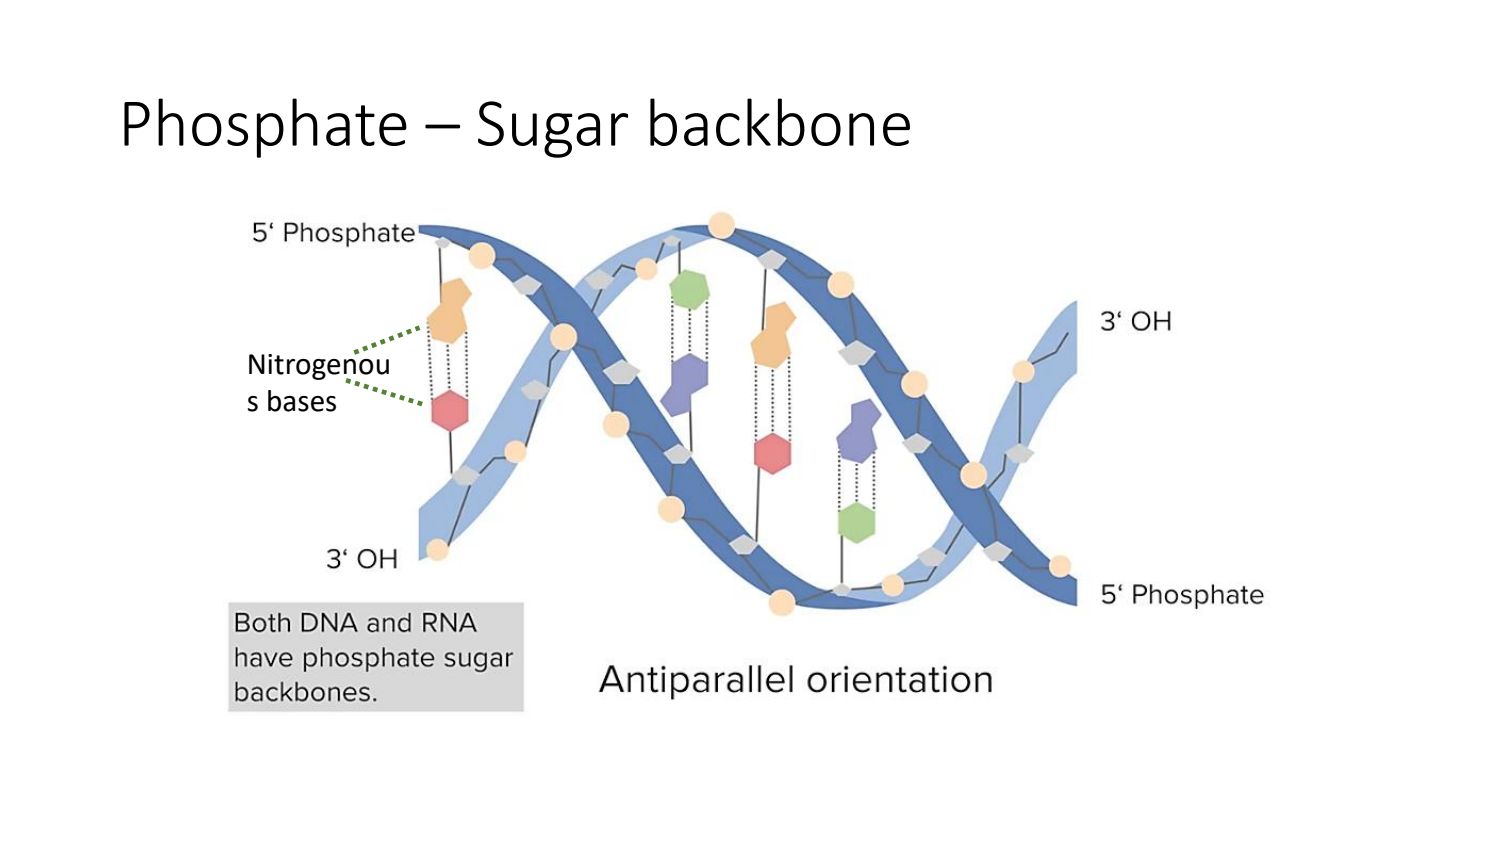 Phosphate – Sugar backbone
5‘ Phosphate
3‘ OH
Nitrogenou
s bases
3‘ OH
5‘ Phosphate
Both DNA and RNA
have phosphate sugar
backbones.
Antiparallel orientation